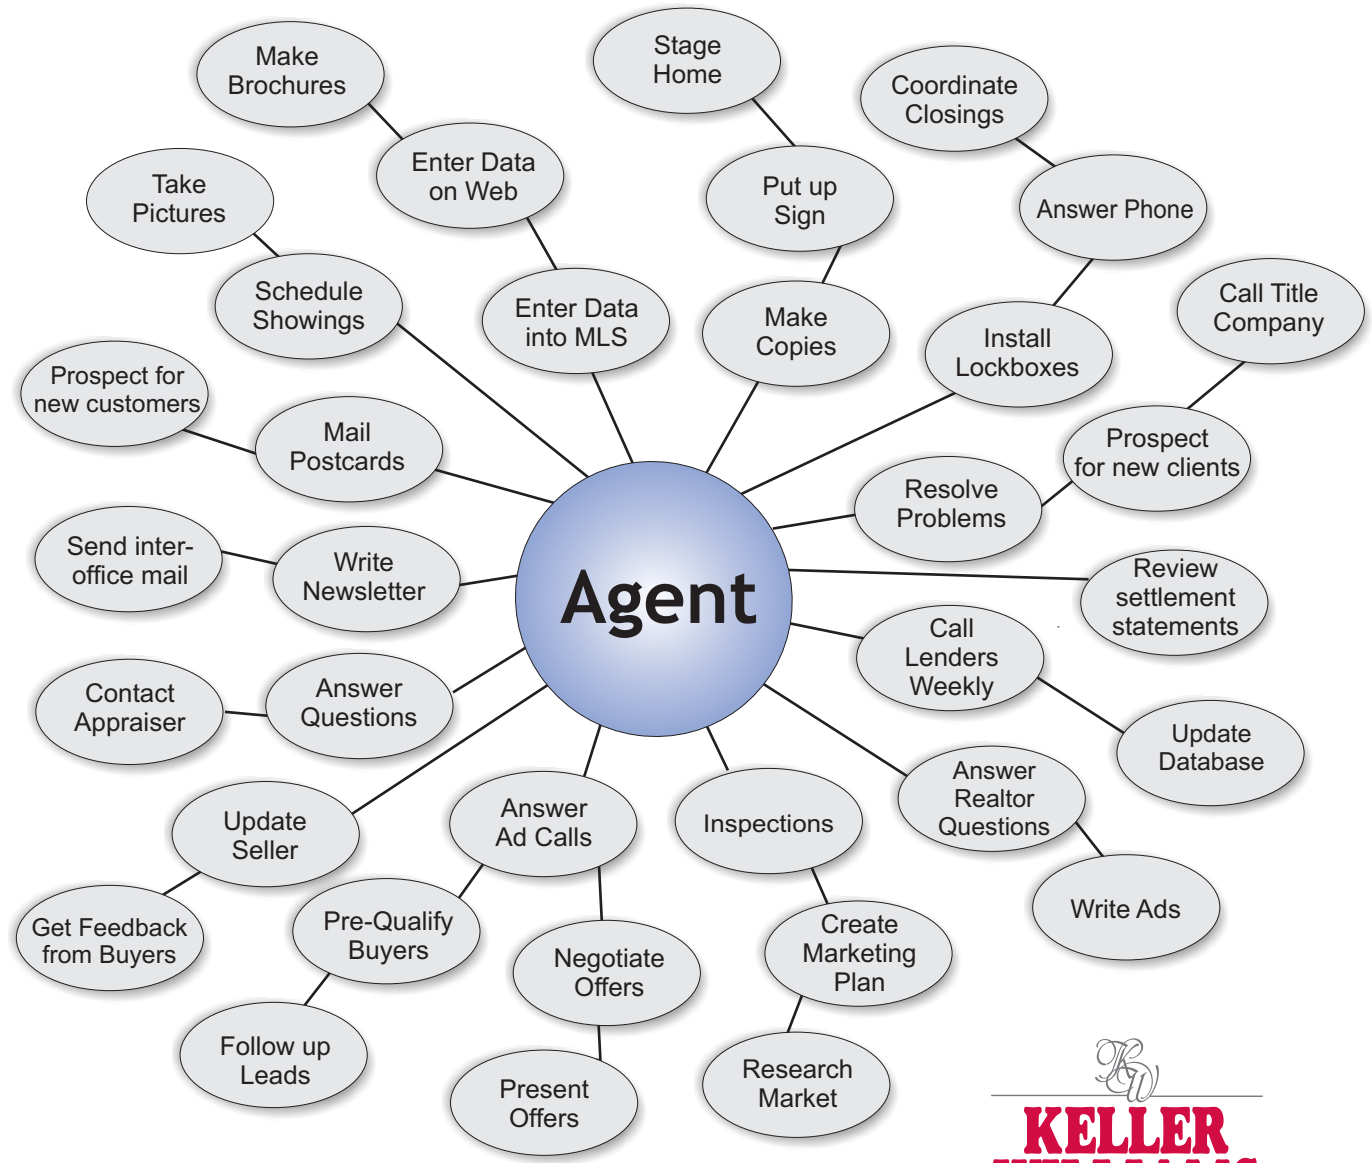 Make
Brochures
Stage
Home
Coordinate
Closings
Enter Data
on Web
Take
Pictures
Put up
Sign
Answer Phone
Schedule
Showings
Enter Data
into MLS
Make
Copies
Install
Lockboxes
Call Title
Company
Prospect for
new customers
Mail
Postcards
Prospect
for new clients
Resolve
Problems
Send inter-
office mail
Write
Newsletter
Agent
Review
settlement
statements
Call
Lenders
Weekly
Contact
Appraiser
Answer
Questions
Update
Database
Update
Seller
Answer
Ad Calls
Inspections
Answer
Realtor
Questions
Get Feedback
from Buyers
Pre-Qualify
Buyers
Negotiate
Offers
Create
Marketing
Plan
Write Ads
Follow up
Leads
Present
Offers
Research
Market
KW
KELLER
WILLIAMS